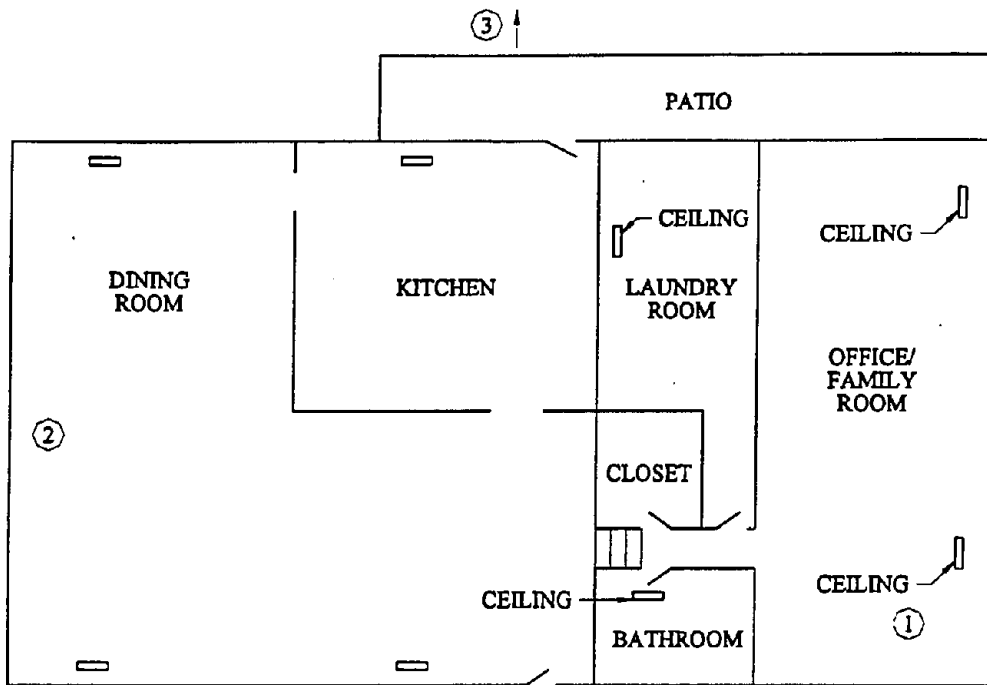 3
PATIO
CEILING
CEILING
DINING
ROOM
KITCHEN
LAUNDRY
ROOM
OFFICE/
FAMILY
ROOM
2
CLOSET
CEILING
CEILING
1
BATHROOM